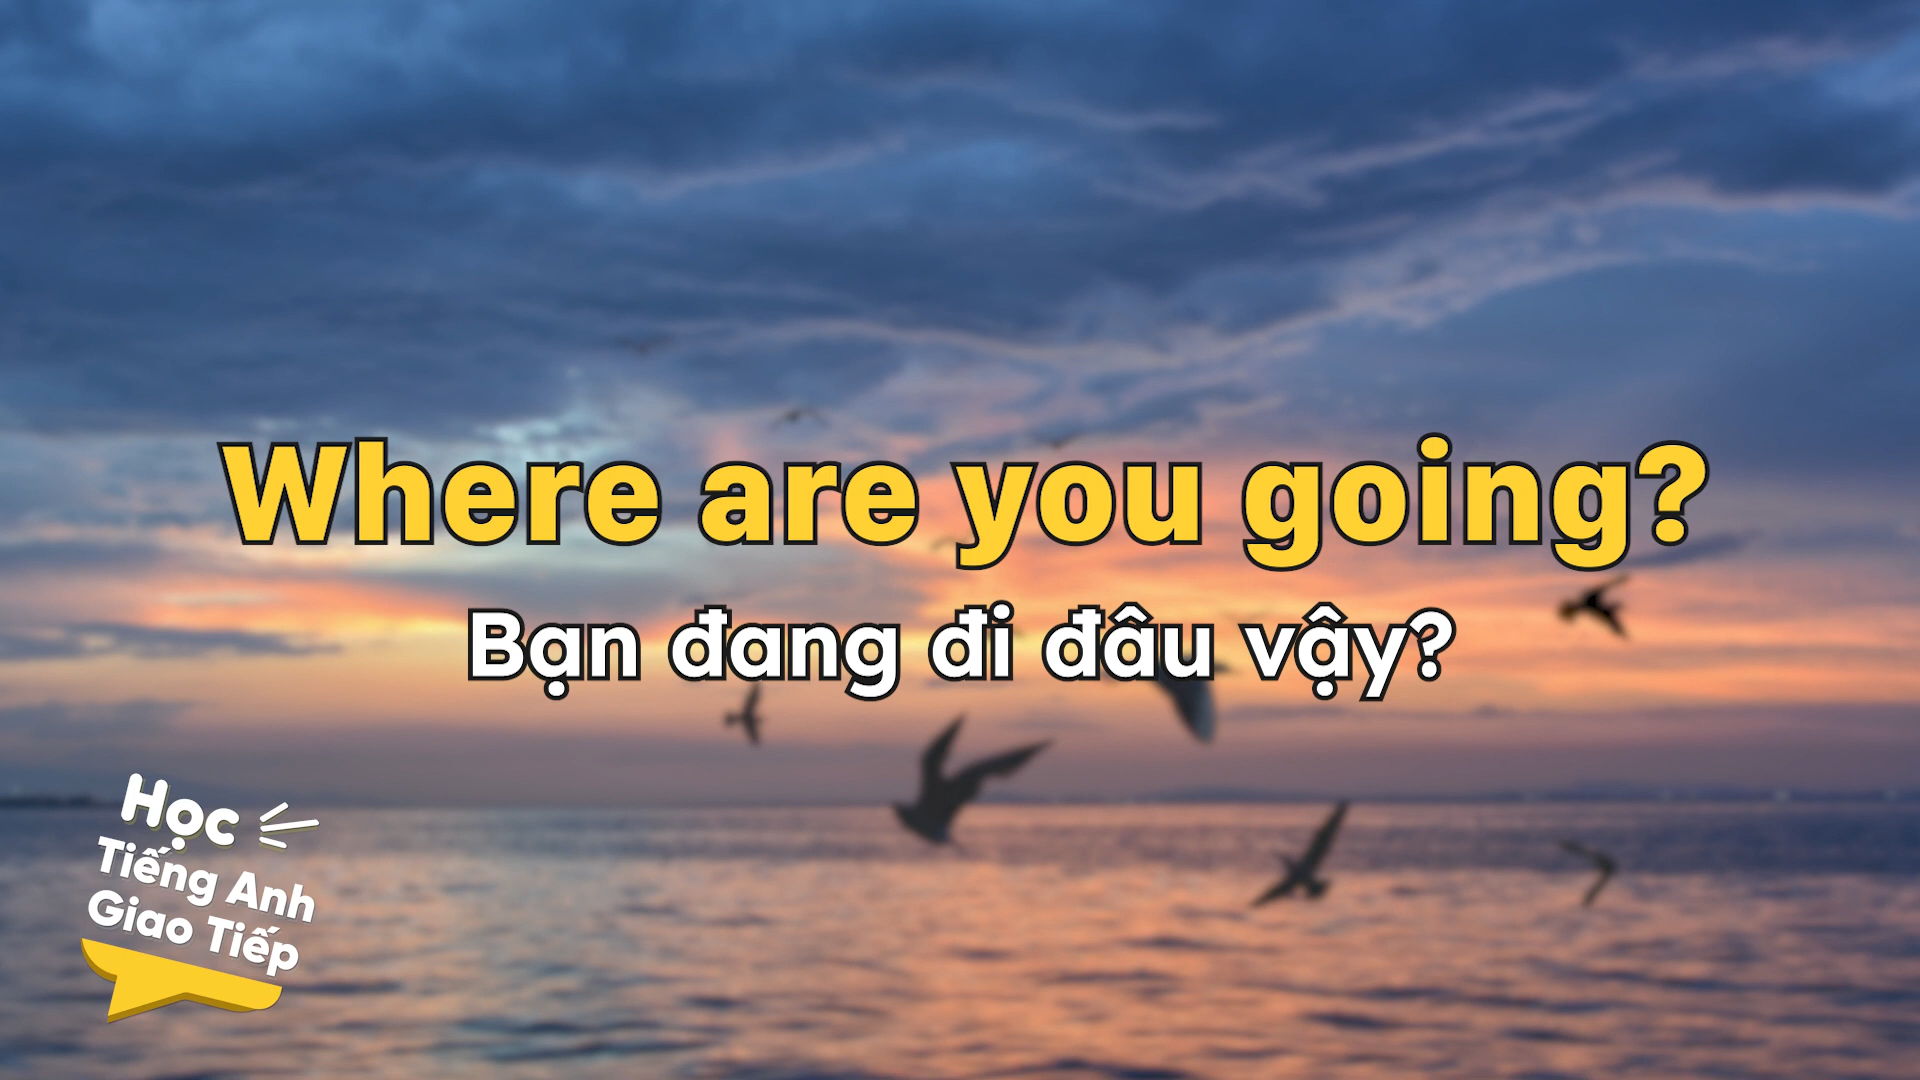 Where are you going?
Bạn đang đi đâu vậy?
Học
Tiếng Anh
Giao Tiếp